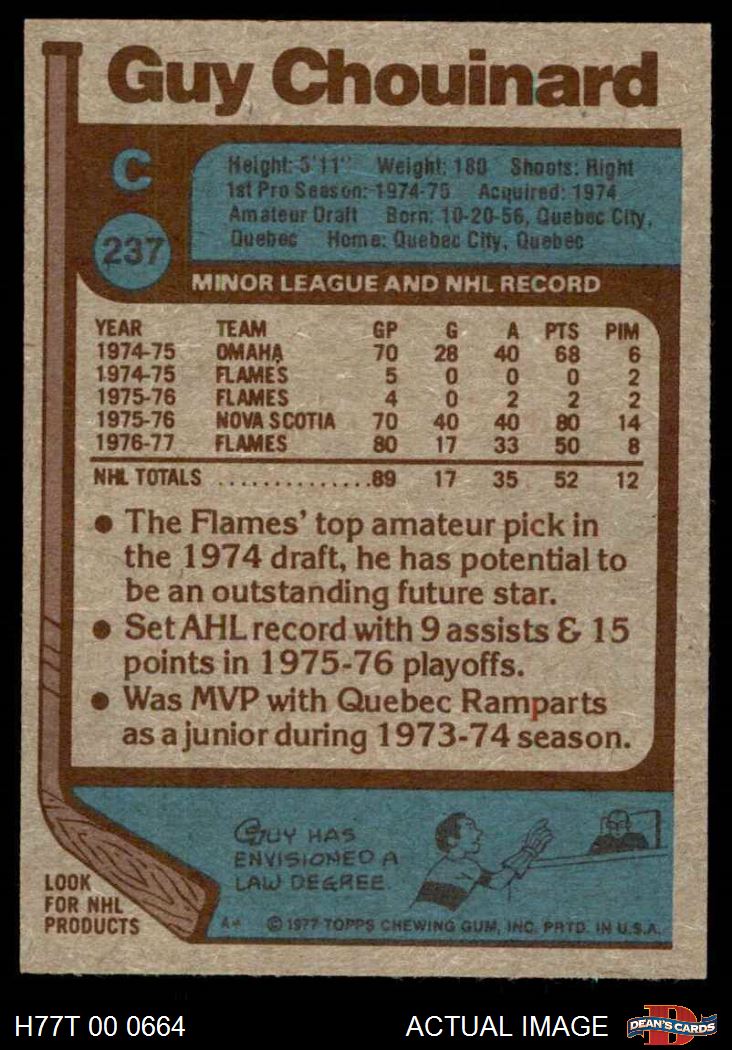 Guy Chouinard
C
Height: 5'11" Weight: 180 Shoots: Right
1st Pro Season: 1974-75 Acquired: 1974
Amateur Draft Born: 10-20-56, Quebec City,
Quebec Home: Quebec City, Quebec
237
MINOR LEAGUE AND NHL RECORD
YEAR TEAM GP G A PTS PIM
1974-75 OMAHA 70 28 40 68 6
1974-75 FLAMES 5 0 0 0 2
1975-76 FLAMES 4 0 2 2 2
1975-76 NOVA SCOTIA 70 40 40 80 14
1976-77 FLAMES 80 17 33 50 8
NHL TOTALS ..............89 17 35 52 12
• The Flames' top amateur pick in
the 1974 draft, he has potential to
be an outstanding future star.
• Set AHL record with 9 assists & 15
points in 1975-76 playoffs.
• Was MVP with Quebec Ramparts
as a junior during 1973-74 season.
GUY HAS
ENVISIONED A
LAW DEGREE.
LOOK
FOR NHL
PRODUCTS
A* © 1977 TOPPS CHEWING GUM, INC. PRTD. IN U.S.A.
H77T 00 0664 ACTUAL IMAGE D DEAN'S CARDS